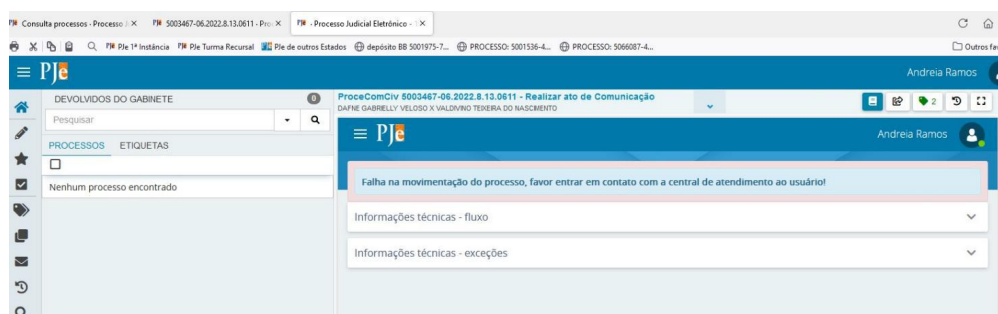 Consulta processos · Processo J
5003467-06.2022.8.13.0611 - Pro
· Processo Judicial Eletrônico - 1
PJe 1ª Instância
PJe Turma Recursal
PJe de outros Estados
depósito BB 5001975-7...
PROCESSO: 5001536-4...
PROCESSO: 5066087-4...
Outros fa
PJe
Andreia Ramos
DEVOLVIDOS DO GABINETE
0
Pesquisar
PROCESSOS ETIQUETAS
Nenhum processo encontrado
ProceComCiv 5003467-06.2022.8.13.0611 - Realizar ato de Comunicação
DAFNE GABRIELLY VELOSO X VALDIVINO TEIXEIRA DO NASCIMENTO
2
PJe
Andreia Ramos
Falha na movimentação do processo, favor entrar em contato com a central de atendimento ao usuário!
Informações técnicas - fluxo
Informações técnicas - exceções